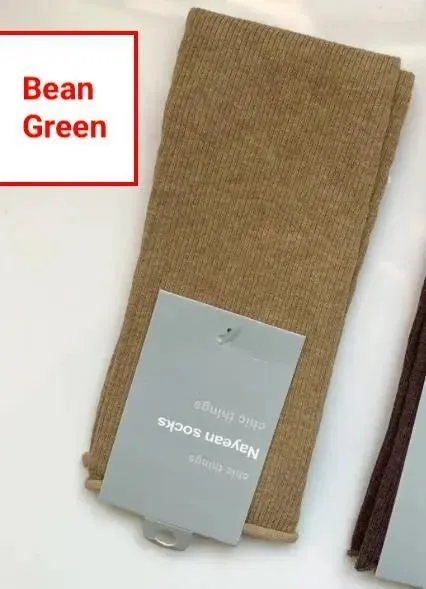 Bean
Green
chic things
Nayean socks
chic things